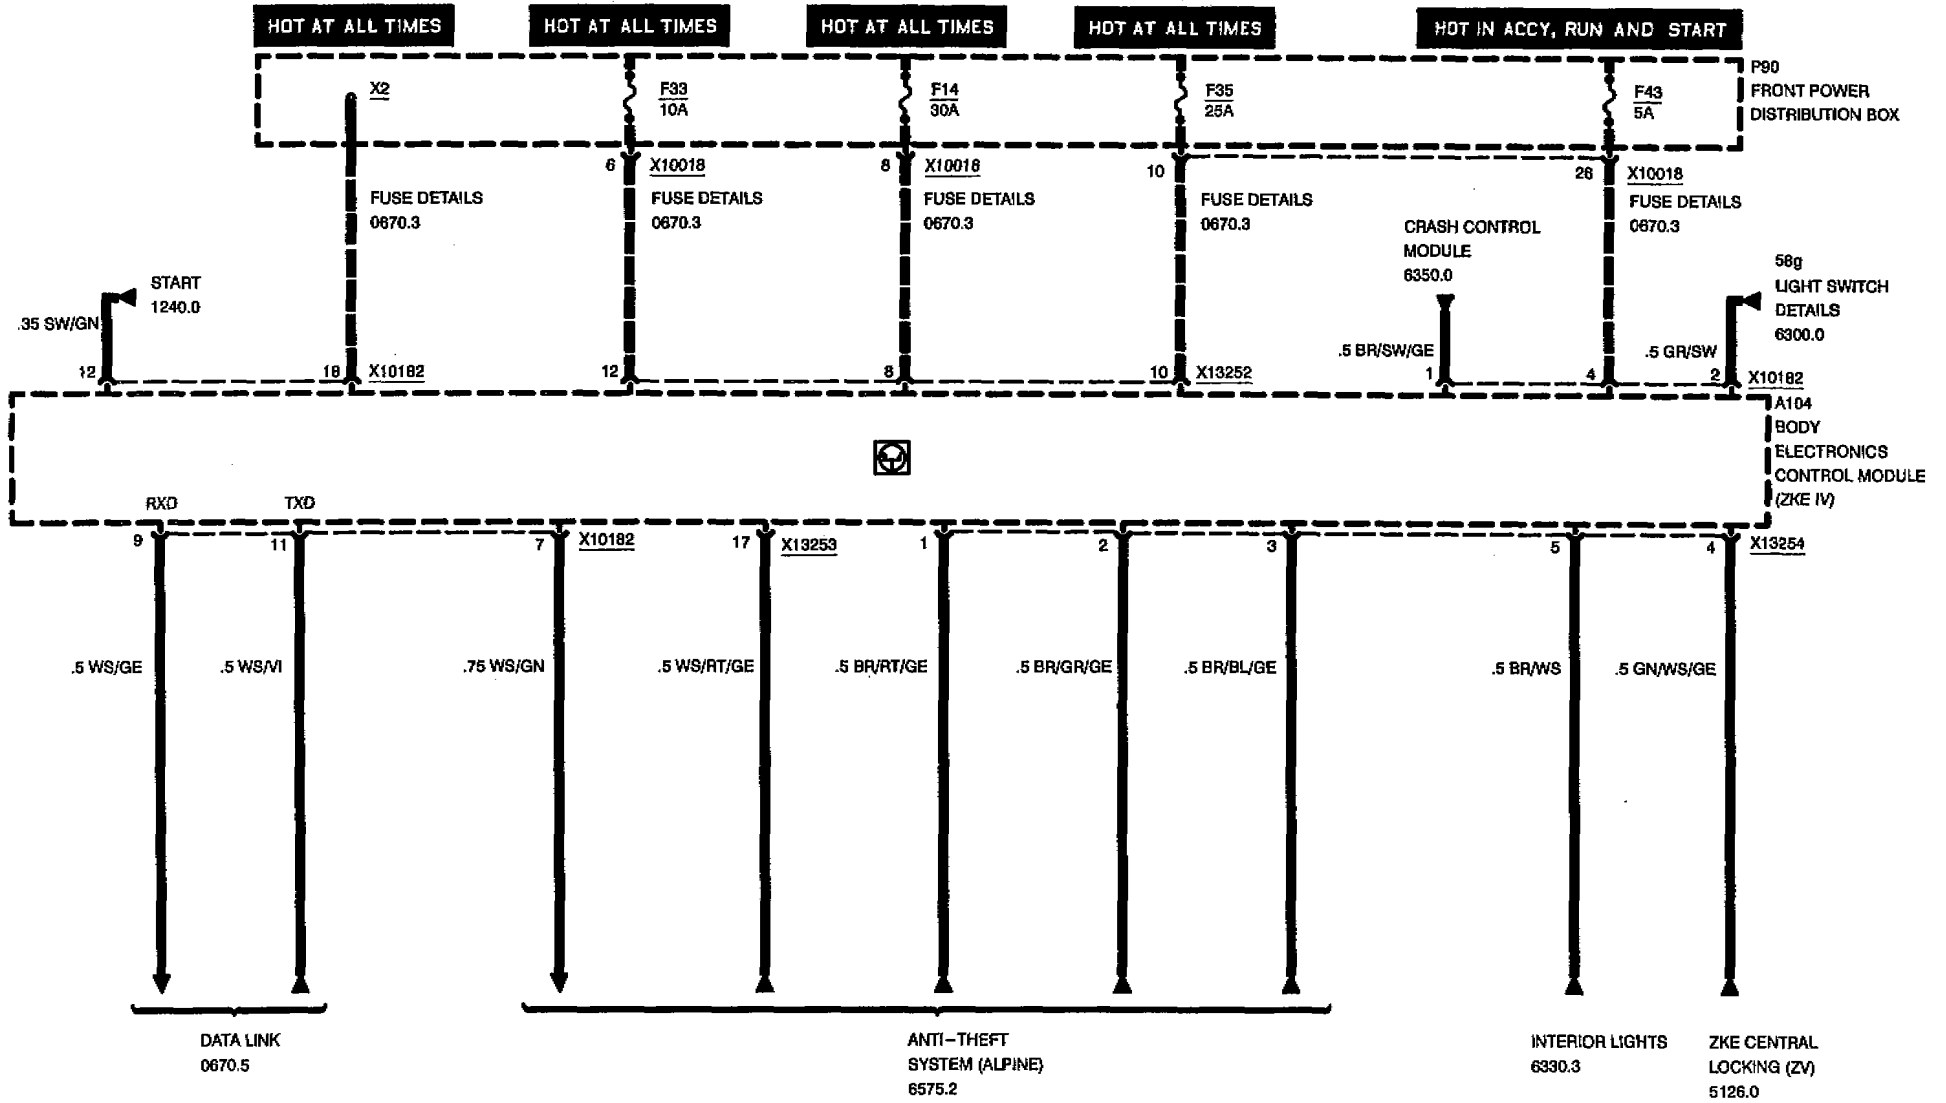 HOT AT ALL TIMES
HOT AT ALL TIMES
HOT AT ALL TIMES
HOT AT ALL TIMES
HOT IN ACCY, RUN AND START
X2
F33
10A
F14
30A
F35
25A
F43
5A
P90
FRONT POWER
DISTRIBUTION BOX
6
X10018
8
X10018
10
26
X10018
FUSE DETAILS
0670.3
FUSE DETAILS
0670.3
FUSE DETAILS
0670.3
FUSE DETAILS
0670.3
FUSE DETAILS
0670.3
CRASH CONTROL
MODULE
6350.0
START
1240.0
58g
LIGHT SWITCH
DETAILS
6300.0
.35 SW/GN
.5 BR/SW/GE
.5 GR/SW
12
18
X10182
12
8
10
X13252
1
4
2
X10182
A104
BODY
ELECTRONICS
CONTROL MODULE
(ZKE IV)
RXD
TXD
9
11
7
X10182
17
X13253
1
2
3
5
4
X13254
.5 WS/GE
.5 WS/VI
.75 WS/GN
.5 WS/RT/GE
.5 BR/RT/GE
.5 BR/GR/GE
.5 BR/BL/GE
.5 BR/WS
.5 GN/WS/GE
DATA LINK
0670.5
ANTI-THEFT
SYSTEM (ALPINE)
6575.2
INTERIOR LIGHTS
6330.3
ZKE CENTRAL
LOCKING (ZV)
5126.0